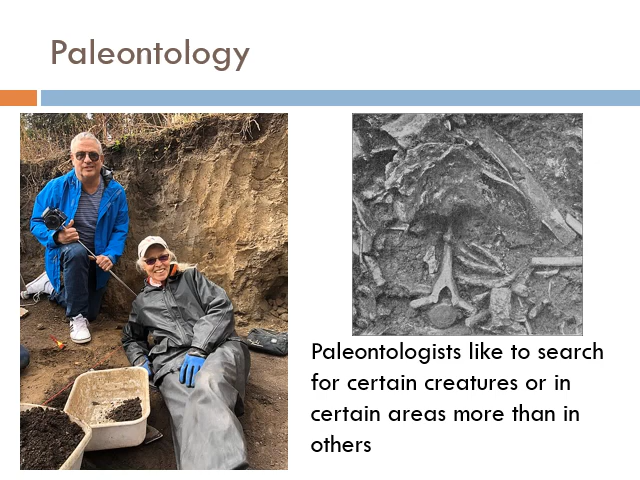 Paleontology
Paleontologists like to search
for certain creatures or in
certain areas more than in
others